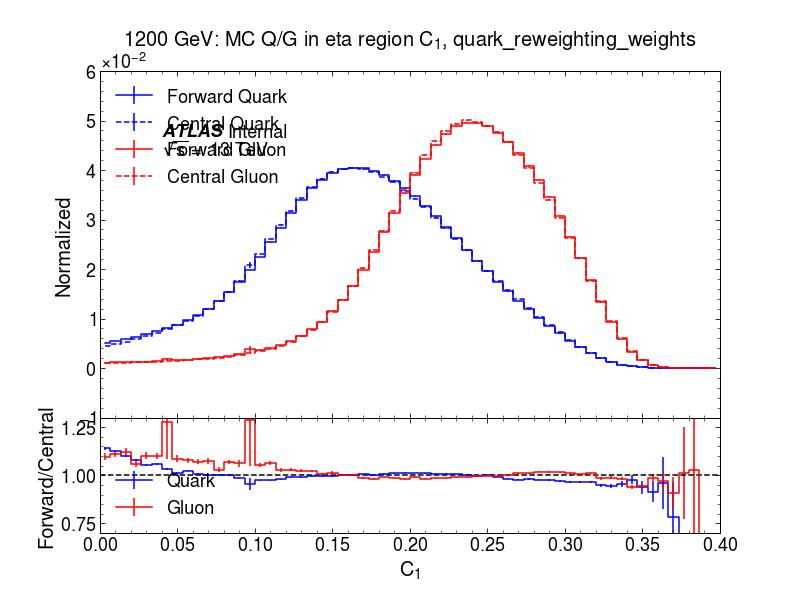 1200 GeV: MC Q/G in eta region C₁, quark_reweighting_weights
×10⁻²
6
5
4
3
2
1
0
−1
Normalized
Forward Quark
Central Quark
ATLAS Internal
Forward Gluon
√s = 13 TeV
Central Gluon
1.25
1.00
0.75
Forward/Central
Quark
Gluon
0.00 0.05 0.10 0.15 0.20 0.25 0.30 0.35 0.40
C₁